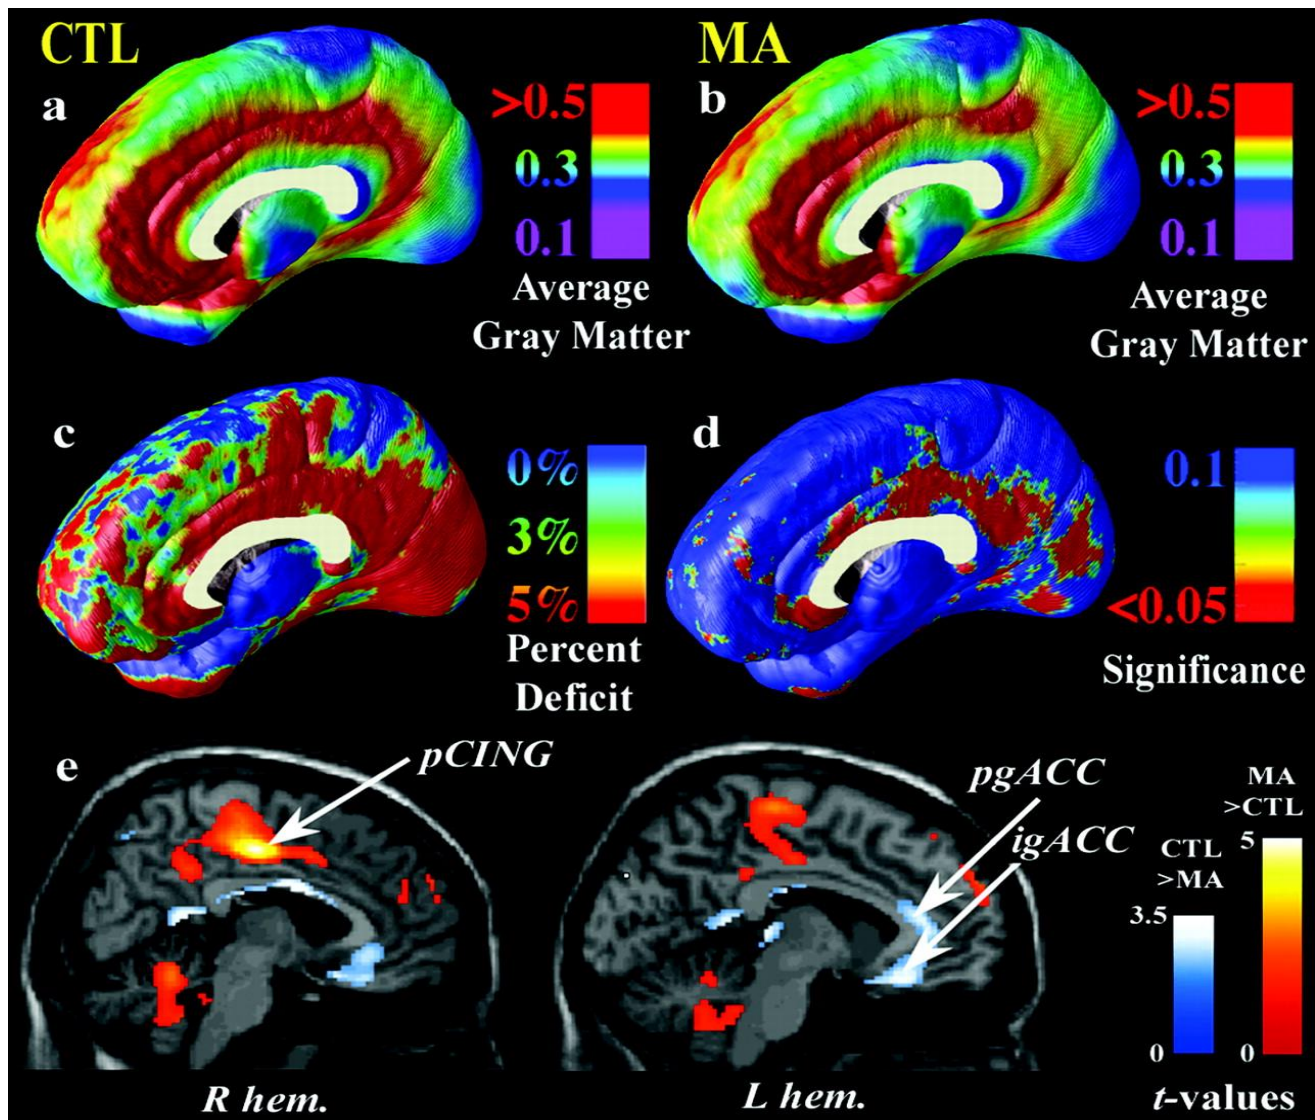 CTL
MA
a
>0.5
0.3
0.1
Average
Gray Matter
b
>0.5
0.3
0.1
Average
Gray Matter
c
0%
3%
5%
Percent
Deficit
d
0.1
<0.05
Significance
e
pCING
R hem.
pgACC
igACC
L hem.
CTL
>MA
3.5
0
MA
>CTL
5
0
t-values